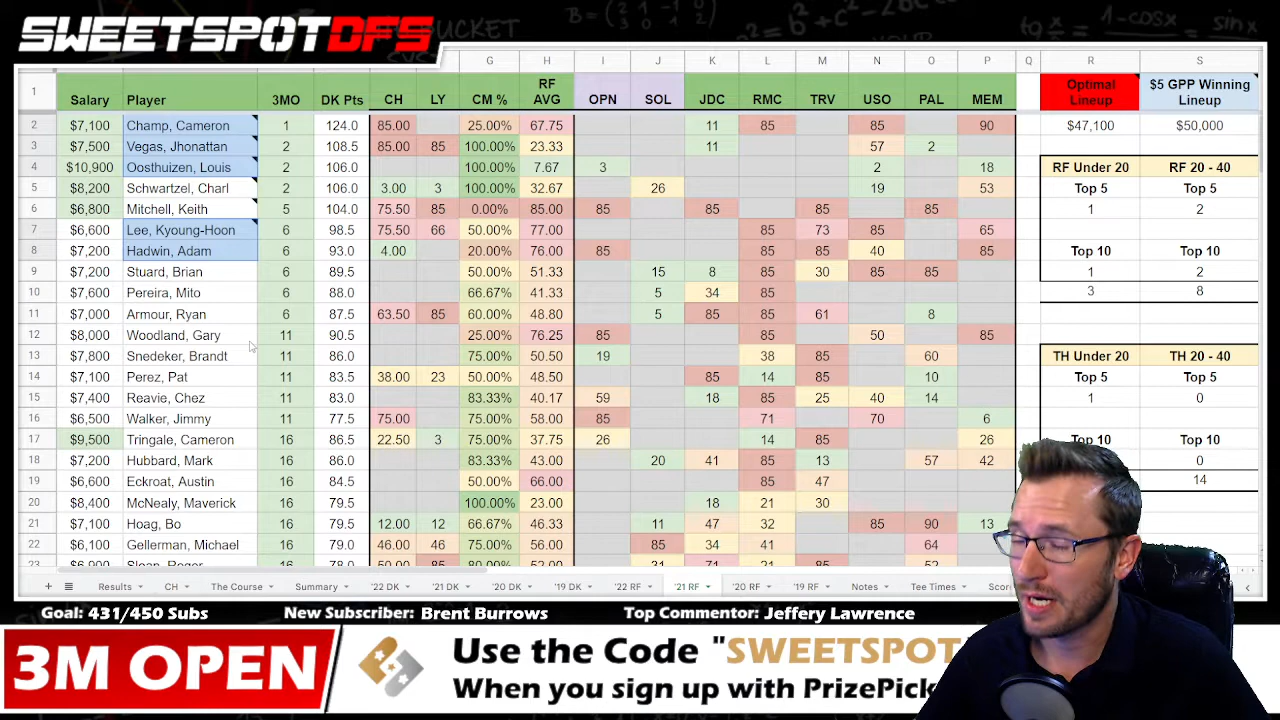 SWEETSPOTDFS
G H I J K L M N O P Q R S
1 Salary Player 3MO DK Pts CH LY CM % RF AVG OPN SOL JDC RMC TRV USO PAL MEM Optimal Lineup $5 GPP Winning Lineup
2 $7,100 Champ, Cameron 1 124.0 85.00 25.00% 67.75 11 85 85 90 $47,100 $50,000
3 $7,500 Vegas, Jhonattan 2 108.5 85.00 85 100.00% 23.33 11 57 2
4 $10,900 Oosthuizen, Louis 2 106.0 100.00% 7.67 3 2 18 RF Under 20 RF 20 - 40
5 $8,200 Schwartzel, Charl 2 106.0 3.00 3 100.00% 32.67 26 19 53 Top 5 Top 5
6 $6,800 Mitchell, Keith 5 104.0 75.50 85 0.00% 85.00 85 85 85 85 1 2
7 $6,600 Lee, Kyoung-Hoon 6 98.5 75.50 66 50.00% 77.00 85 73 85 65
8 $7,200 Hadwin, Adam 6 93.0 4.00 20.00% 76.00 85 85 85 40 85 Top 10 Top 10
9 $7,200 Stuard, Brian 6 89.5 50.00% 51.33 15 8 85 30 85 85 1 2
10 $7,600 Pereira, Mito 6 88.0 66.67% 41.33 5 34 85 3 8
11 $7,000 Armour, Ryan 6 87.5 63.50 85 60.00% 48.80 5 85 85 61 8
12 $8,000 Woodland, Gary 11 90.5 25.00% 76.25 85 85 50 85
13 $7,800 Snedeker, Brandt 11 86.0 75.00% 50.50 19 38 85 60 TH Under 20 TH 20 - 40
14 $7,100 Perez, Pat 11 83.5 38.00 23 50.00% 48.50 85 14 85 10 Top 5 Top 5
15 $7,400 Reavie, Chez 11 83.0 83.33% 40.17 59 18 85 25 40 14 1 0
16 $6,500 Walker, Jimmy 11 77.5 75.00 75.00% 58.00 85 71 70 6
17 $9,500 Tringale, Cameron 16 86.5 22.50 3 75.00% 37.75 26 14 85 26 Top 10 Top 10
18 $7,200 Hubbard, Mark 16 86.0 83.33% 43.00 20 41 85 13 57 42 0
19 $6,600 Eckroat, Austin 16 84.5 50.00% 66.00 85 47 14
20 $8,400 McNealy, Maverick 16 79.5 100.00% 23.00 18 21 30
21 $7,100 Hoag, Bo 16 79.5 12.00 12 66.67% 46.33 11 47 32 85 90 13
22 $6,100 Gellerman, Michael 16 79.0 46.00 46 75.00% 56.00 85 34 41 64
+ Results CH The Course Summary '22 DK '21 DK '20 DK '19 DK '22 RF '21 RF '20 RF '19 RF Notes Tee Times
Goal: 431/450 Subs New Subscriber: Brent Burrows Top Commentor: Jeffery Lawrence
3M OPEN
Use the Code "SWEETSPOT
When you sign up with PrizePick